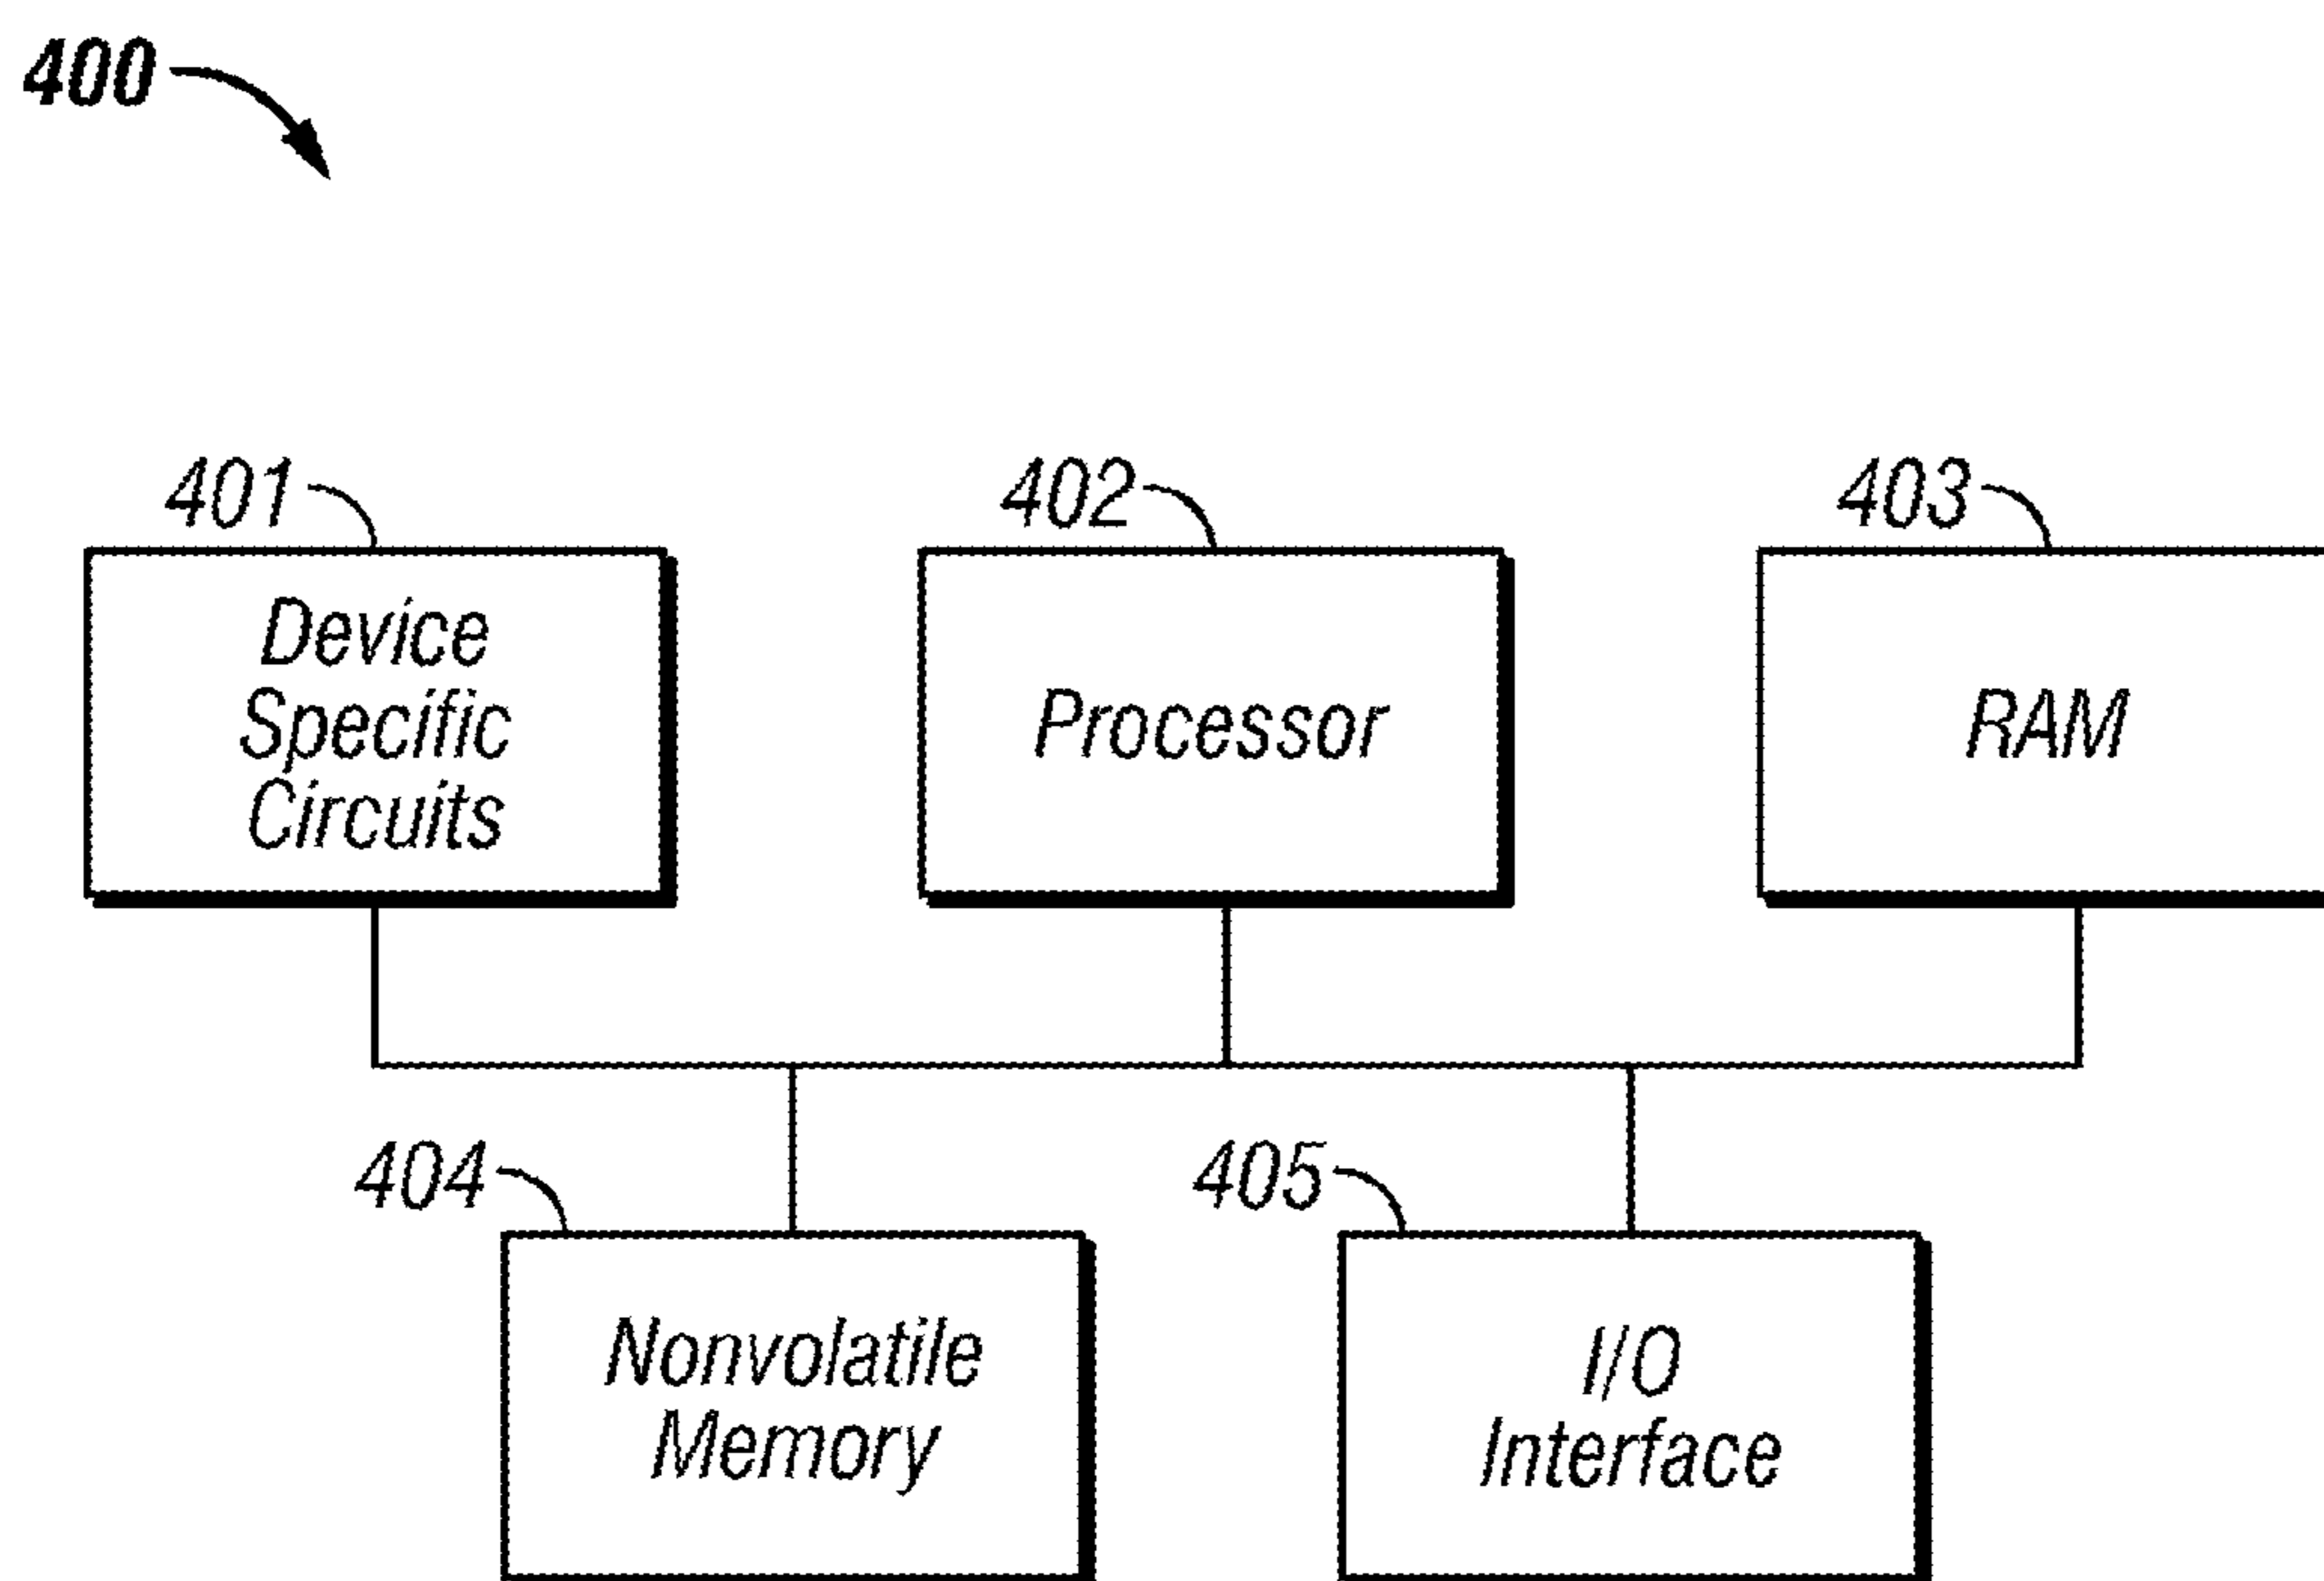 400
401
402
403
Device
Specific
Circuits
Processor
RAM
404
405
Nonvolatile
Memory
I/O
Interface